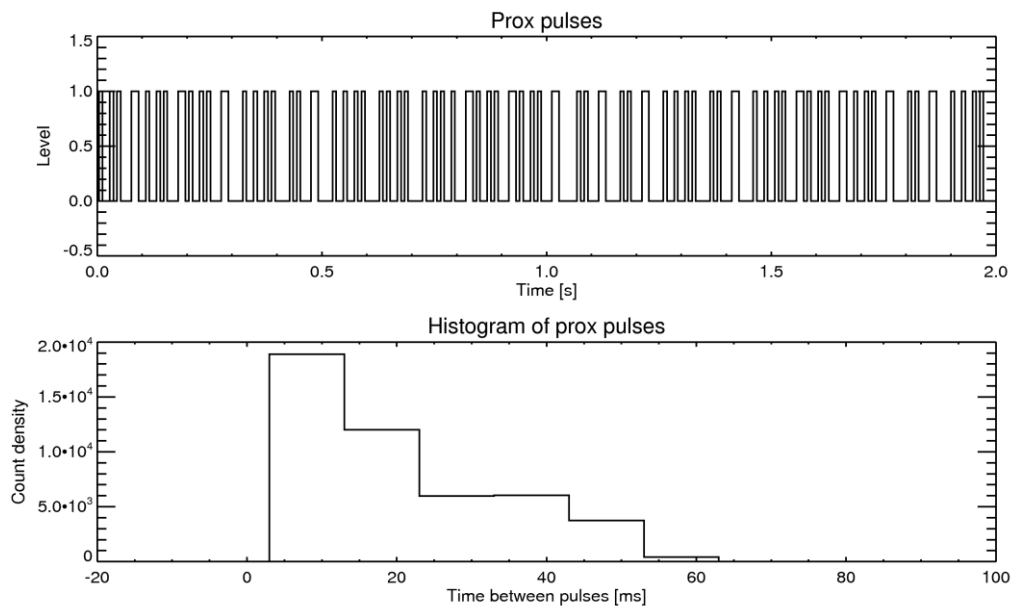 Prox pulses
1.5
1.0
0.5
0.0
-0.5
Level
0.0 0.5 1.0 1.5 2.0
Time [s]
Histogram of prox pulses
2.0•10⁴
1.5•10⁴
1.0•10⁴
5.0•10³
0
Count density
-20 0 20 40 60 80 100
Time between pulses [ms]